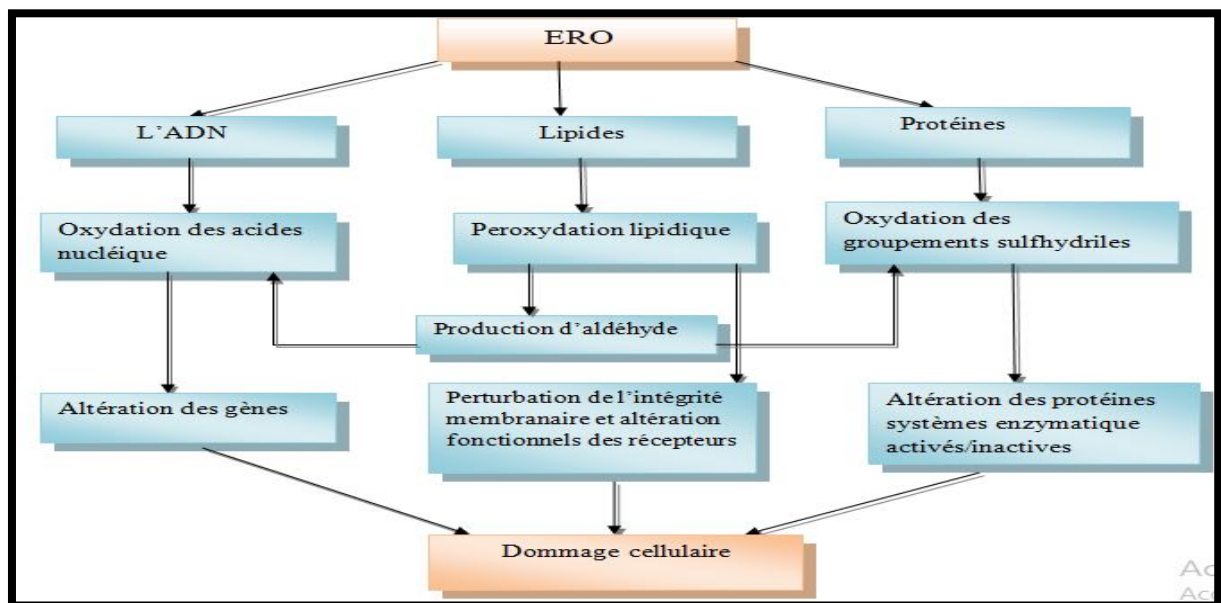 ERO
L'ADN
Lipides
Protéines
Oxydation des acides
nucléique
Peroxydation lipidique
Oxydation des
groupements sulfhydriles
Production d'aldéhyde
Altération des gènes
Perturbation de l'intégrité
membranaire et altération
fonctionnels des récepteurs
Altération des protéines
systèmes enzymatique
activés/inactives
Dommage cellulaire